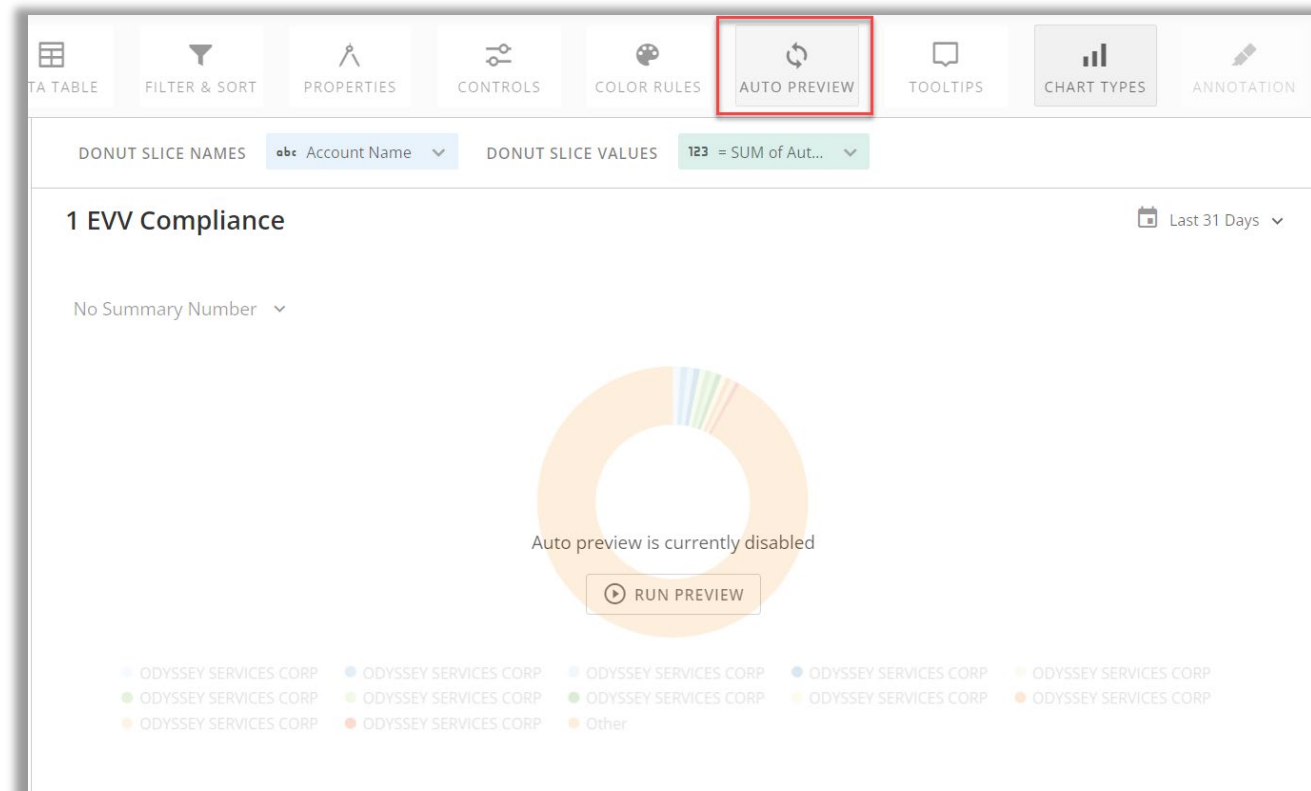 TA TABLE FILTER & SORT PROPERTIES CONTROLS COLOR RULES AUTO PREVIEW TOOLTIPS CHART TYPES ANNOTATION
DONUT SLICE NAMES abc Account Name DONUT SLICE VALUES 123 = SUM of Aut...
1 EVV Compliance Last 31 Days
No Summary Number
Auto preview is currently disabled
RUN PREVIEW
ODYSSEY SERVICES CORP ODYSSEY SERVICES CORP ODYSSEY SERVICES CORP ODYSSEY SERVICES CORP ODYSSEY SERVICES CORP
ODYSSEY SERVICES CORP ODYSSEY SERVICES CORP ODYSSEY SERVICES CORP ODYSSEY SERVICES CORP ODYSSEY SERVICES CORP
ODYSSEY SERVICES CORP ODYSSEY SERVICES CORP Other